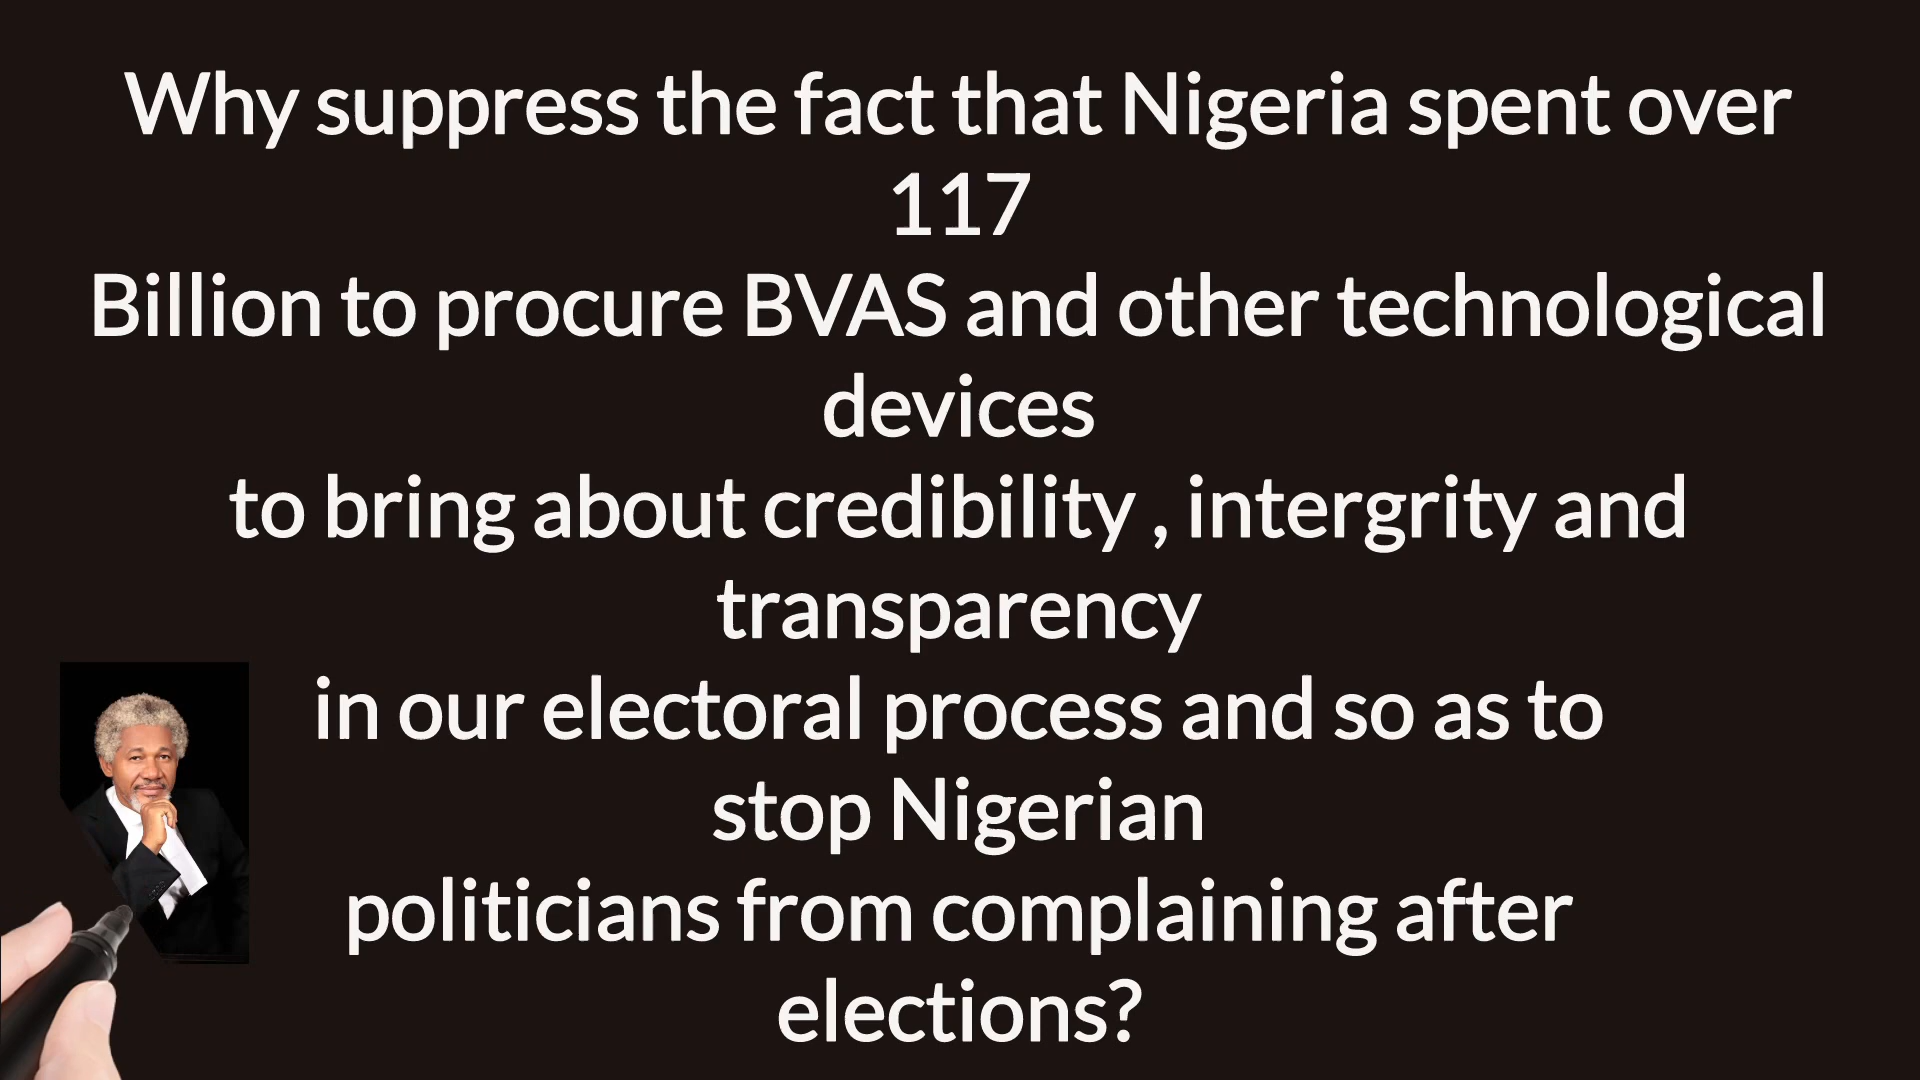 Why suppress the fact that Nigeria spent over
117
Billion to procure BVAS and other technological
devices
to bring about credibility , intergrity and
transparency
in our electoral process and so as to
stop Nigerian
politicians from complaining after
elections?